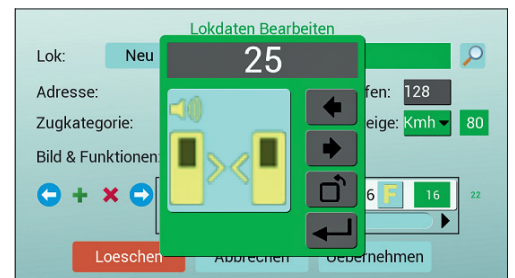 Lokdaten Bearbeiten
25
Lok: Neu
Adresse: fen: 128
Zugkategorie: eige: Kmh 80
Bild & Funktionen:
6 F 16 22
Loeschen Abbrechen Uebernehmen